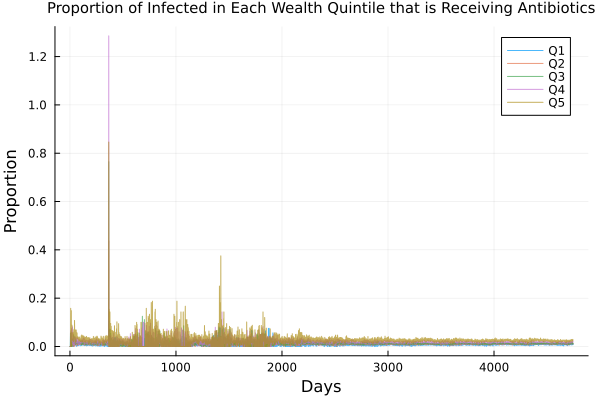 Proportion of Infected in Each Wealth Quintile that is Receiving Antibiotics
Q1
Q2
Q3
Q4
Q5
1.2
1.0
0.8
0.6
0.4
0.2
0.0
Proportion
0 1000 2000 3000 4000
Days